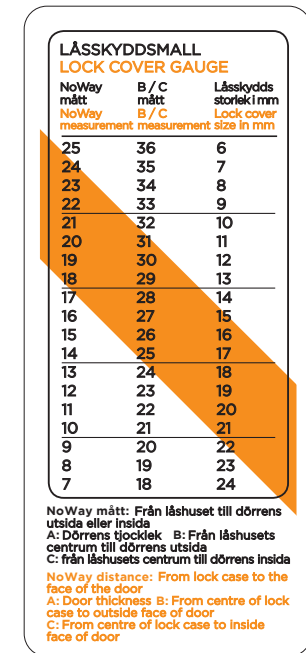 LÅSSKYDDSMALL
LOCK COVER GAUGE
NoWay B / C Låsskydds
mått mått storlek i mm
NoWay B / C Lock cover
measurement measurement size in mm
25 36 6
24 35 7
23 34 8
22 33 9
21 32 10
20 31 11
19 30 12
18 29 13
17 28 14
16 27 15
15 26 16
14 25 17
13 24 18
12 23 19
11 22 20
10 21 21
9 20 22
8 19 23
7 18 24
NoWay mått: Från låshuset till dörrens
utsida eller insida
A: Dörrens tjocklek B: Från låshusets
centrum till dörrens utsida
C: från låshusets centrum till dörrens insida
NoWay distance: From lock case to the
face of the door
A: Door thickness B: From centre of lock
case to outside face of door
C: From centre of lock case to inside
face of door